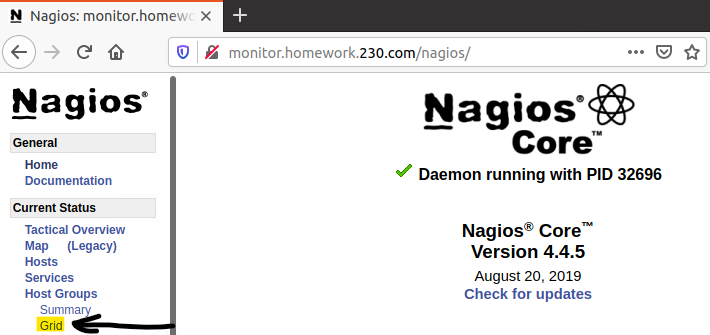 Nagios: monitor.homewo
monitor.homework.230.com/nagios/
Nagios®
General
Home
Documentation
Current Status
Tactical Overview
Map (Legacy)
Hosts
Services
Host Groups
Summary
Grid
Nagios®
Core™
Daemon running with PID 32696
Nagios® Core™
Version 4.4.5
August 20, 2019
Check for updates